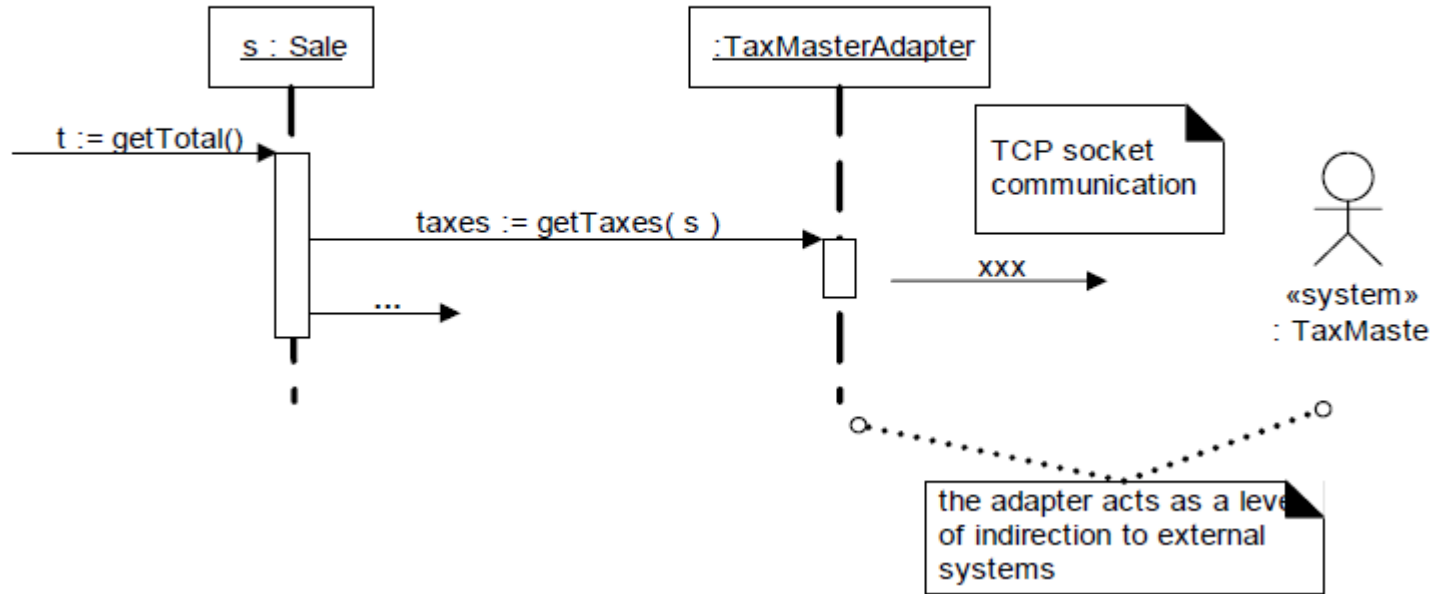 s : Sale
:TaxMasterAdapter
t := getTotal()
TCP socket
communication
taxes := getTaxes( s )
xxx
...
«system»
: TaxMaste
the adapter acts as a leve
of indirection to external
systems